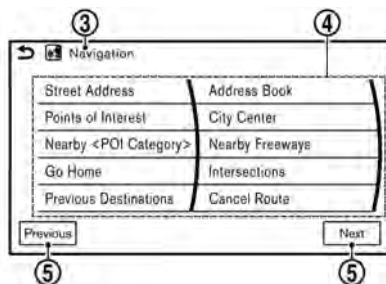 ③ ④
Navigation
Street Address Address Book
Points of Interest City Center
Nearby <POI Category> Nearby Freeways
Go Home Intersections
Previous Destinations Cancel Route
Previous Next
⑤ ⑤